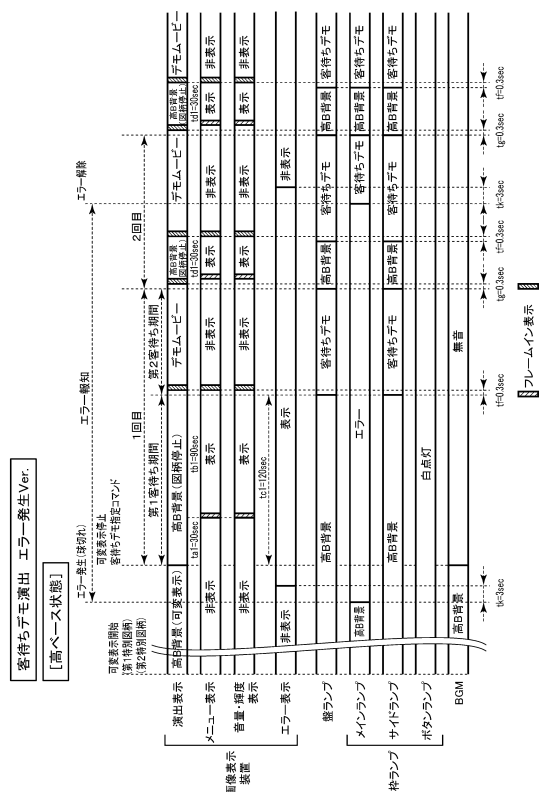 客待ちデモ演出 エラー発生Ver.
[高ベース状態]
可変表示開始
(第1特別図柄)
(第2特別図柄)
エラー発生(球切れ)
可変表示停止
客待ちデモ指定コマンド
エラー報知
エラー解除
1回目
2回目
第1客待ち期間
第2客待ち期間
画像表示
装置
演出表示
高B背景(可変表示)
高B背景(図柄停止)
デモムービー
高B背景
図柄停止)
デモムービー
高B背景
図柄停止)
デモムービー
ta1=30sec
tb1=90sec
td1=30sec
td1=30sec
メニュー表示
非表示
表示
非表示
表示
非表示
表示
非表示
音量・輝度
表示
非表示
表示
非表示
表示
非表示
表示
非表示
tc1=120sec
エラー表示
非表示
表示
非表示
盤ランプ
高B背景
客待ちデモ
高B背景
客待ちデモ
高B背景
客待ちデモ
枠ランプ
メインランプ
高B背景
エラー
客待ちデモ
高B背景
客待ちデモ
サイドランプ
高B背景
客待ちデモ
高B背景
客待ちデモ
高B背景
客待ちデモ
ボタンランプ
白点灯
BGM
高B背景
無音
tk=3sec
tf=0.3sec
tg=0.3sec
tf=0.3sec
tk=3sec
tg=0.3sec
tf=0.3sec
フレームイン表示